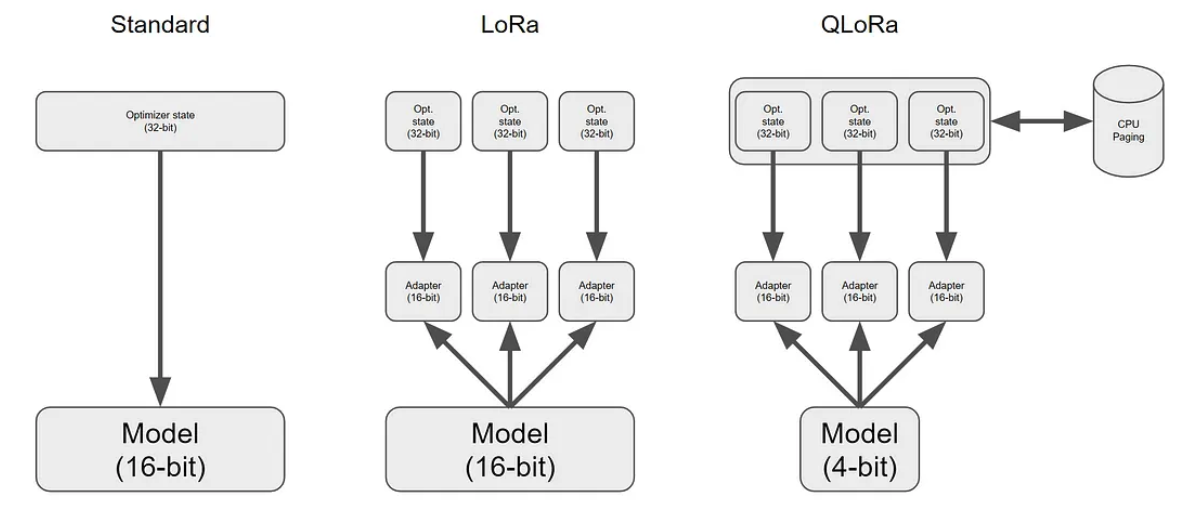 Standard
LoRa
QLoRa
Optimizer state
(32-bit)
Opt.
state
(32-bit)
Opt.
state
(32-bit)
Opt.
state
(32-bit)
Opt.
state
(32-bit)
Opt.
state
(32-bit)
Opt.
state
(32-bit)
CPU
Paging
Adapter
(16-bit)
Adapter
(16-bit)
Adapter
(16-bit)
Adapter
(16-bit)
Adapter
(16-bit)
Adapter
(16-bit)
Model
(16-bit)
Model
(16-bit)
Model
(4-bit)